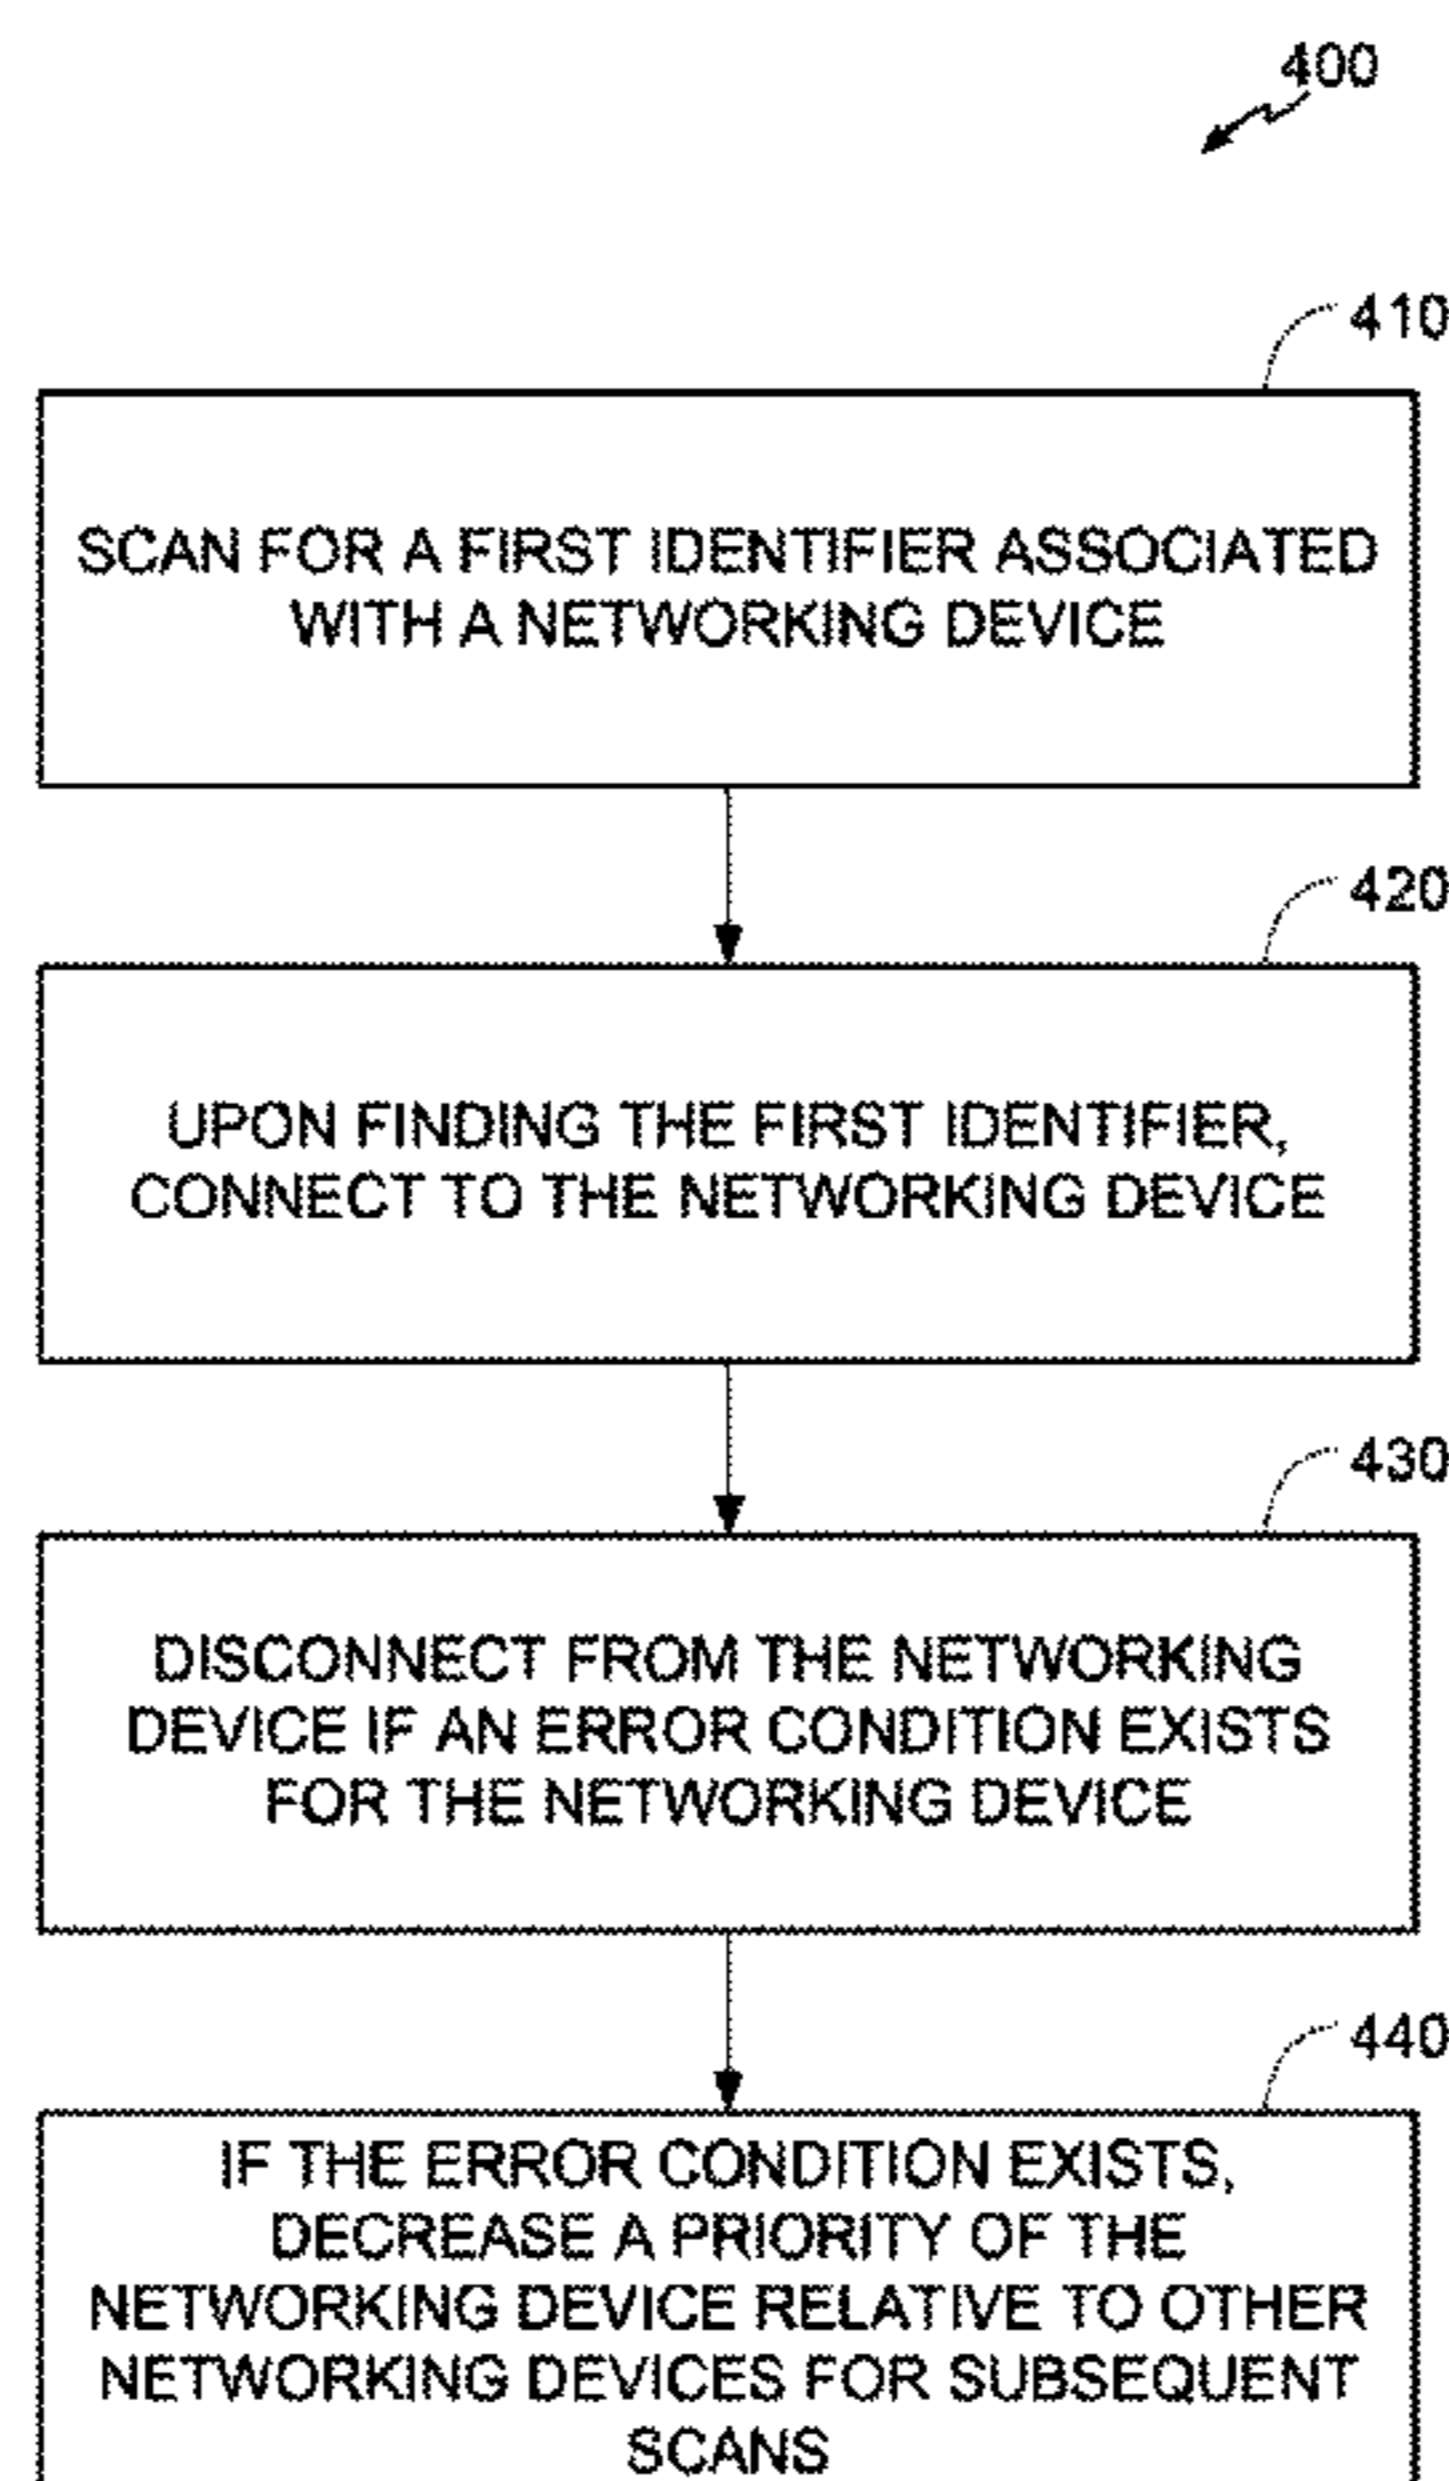 400
410
SCAN FOR A FIRST IDENTIFIER ASSOCIATED
WITH A NETWORKING DEVICE
420
UPON FINDING THE FIRST IDENTIFIER,
CONNECT TO THE NETWORKING DEVICE
430
DISCONNECT FROM THE NETWORKING
DEVICE IF AN ERROR CONDITION EXISTS
FOR THE NETWORKING DEVICE
440
IF THE ERROR CONDITION EXISTS,
DECREASE A PRIORITY OF THE
NETWORKING DEVICE RELATIVE TO OTHER
NETWORKING DEVICES FOR SUBSEQUENT
SCANS